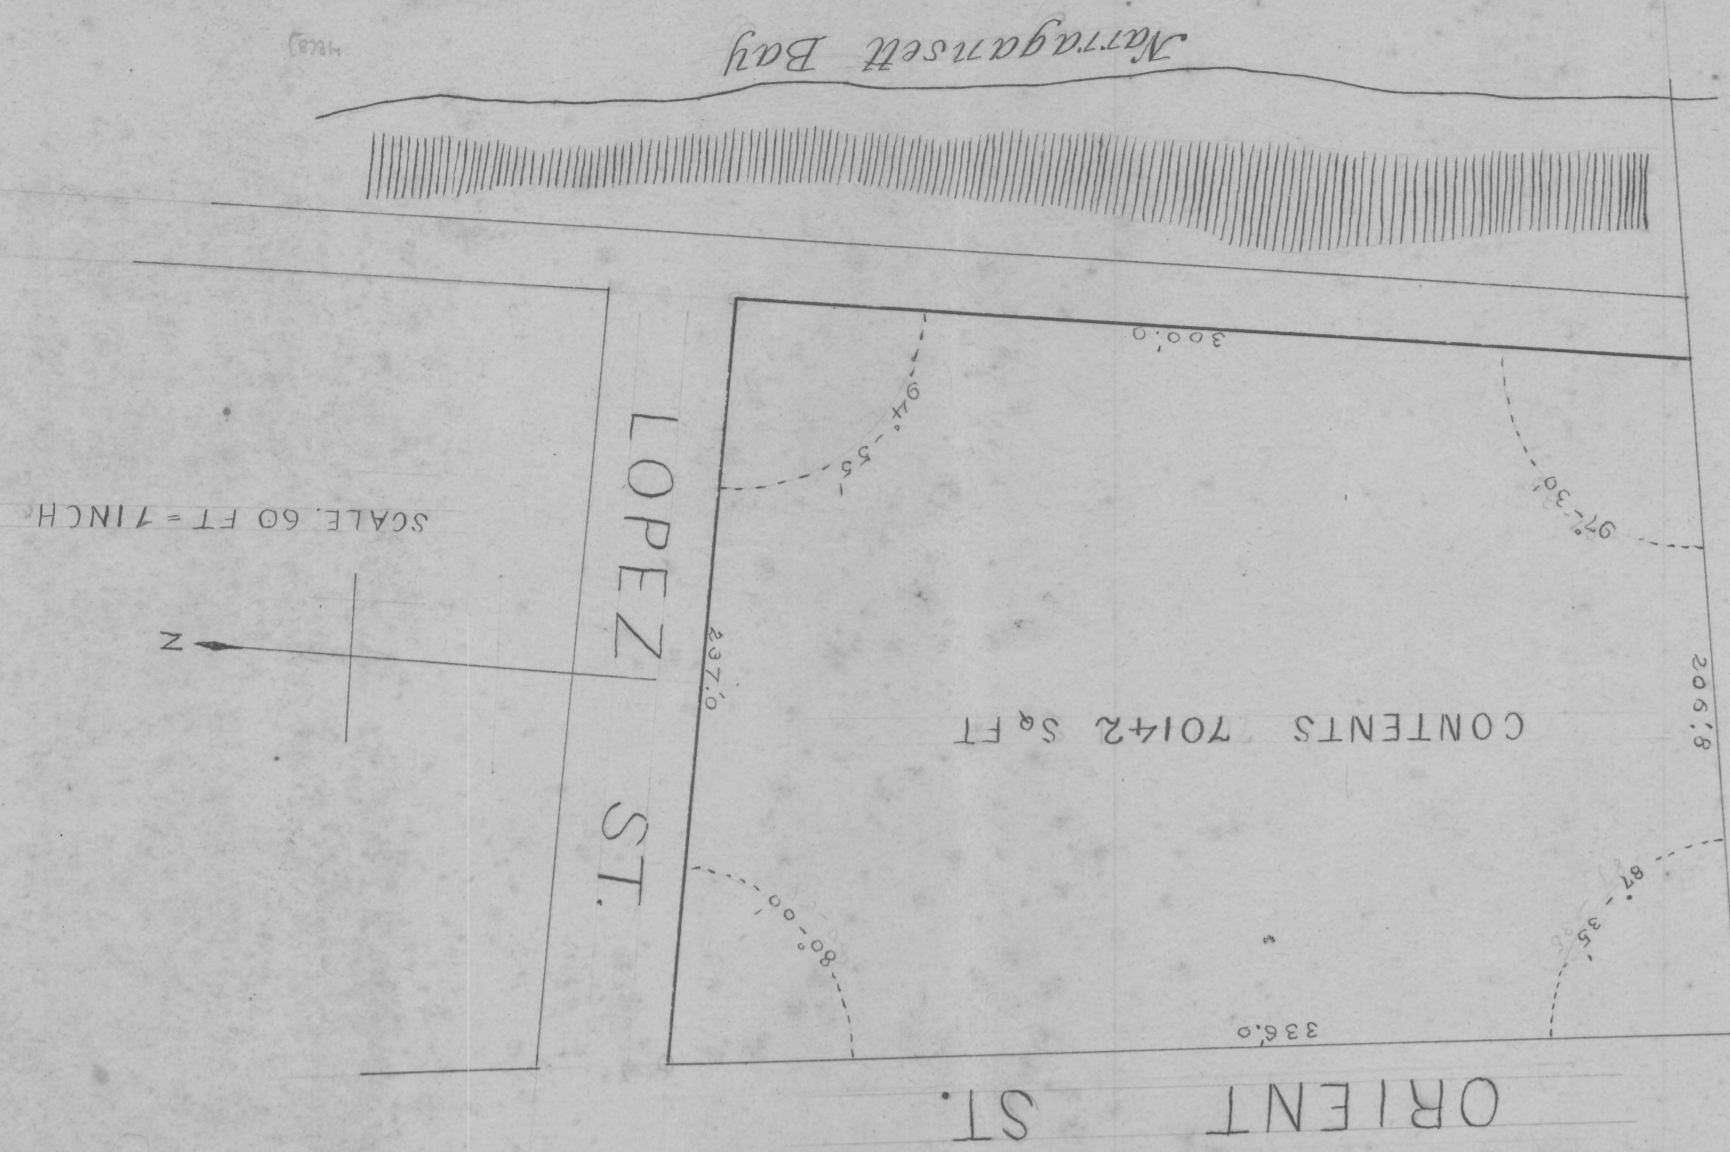 ORIENT ST.
336.'0
87.° - 35'
80° - 00'
CONTENTS 70142 SQ FT
206.'8
237.'0
LOPEZ ST.
N
SCALE. 60 FT = 1 INCH
97° - 30'
94° - 55'
300.'0
Narragansett Bay